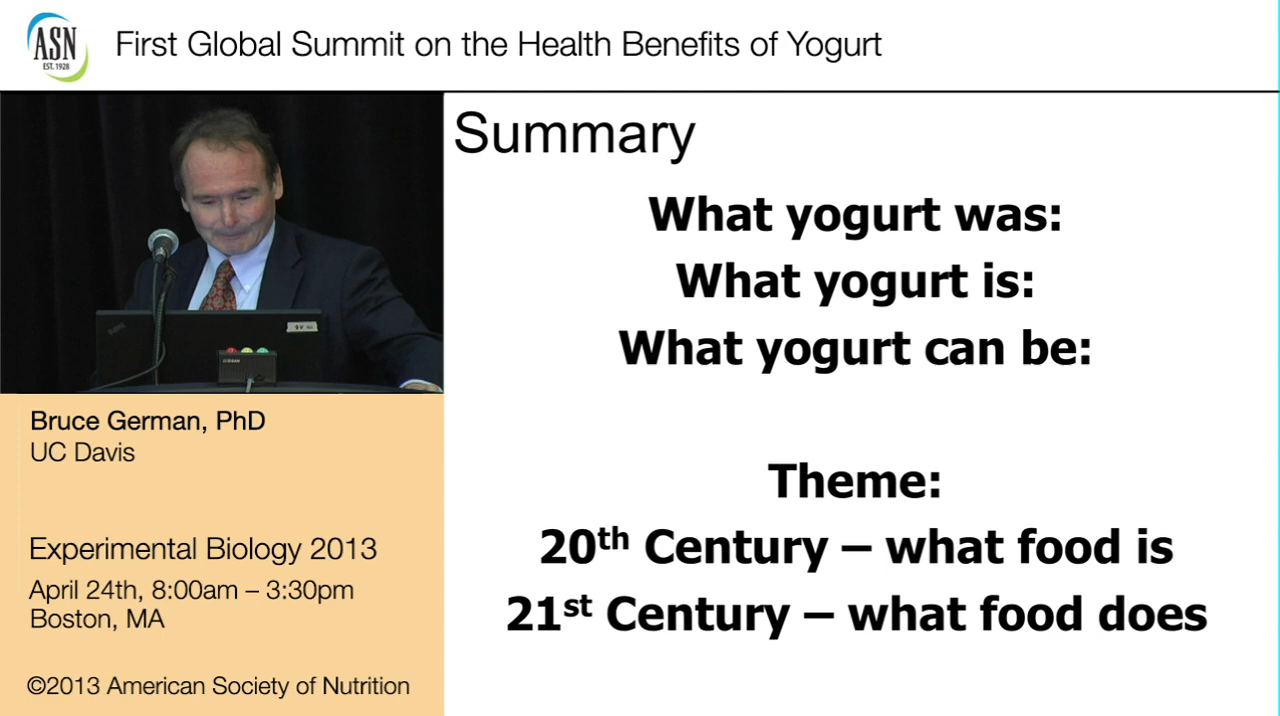 ASN
EST. 1928
First Global Summit on the Health Benefits of Yogurt
Summary
What yogurt was:
What yogurt is:
What yogurt can be:
Theme:
20th Century – what food is
21st Century – what food does
Bruce German, PhD
UC Davis
Experimental Biology 2013
April 24th, 8:00am – 3:30pm
Boston, MA
©2013 American Society of Nutrition